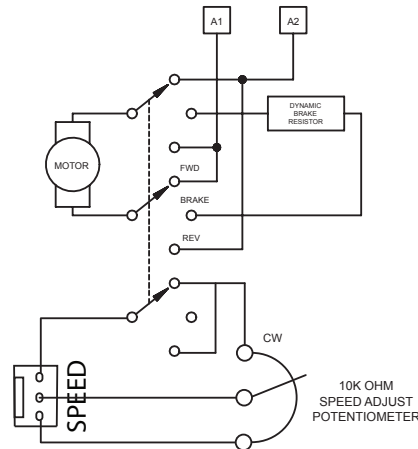 A1
A2
DYNAMIC
BRAKE
RESISTOR
MOTOR
FWD
BRAKE
REV
CW
SPEED
10K OHM
SPEED ADJUST
POTENTIOMETER